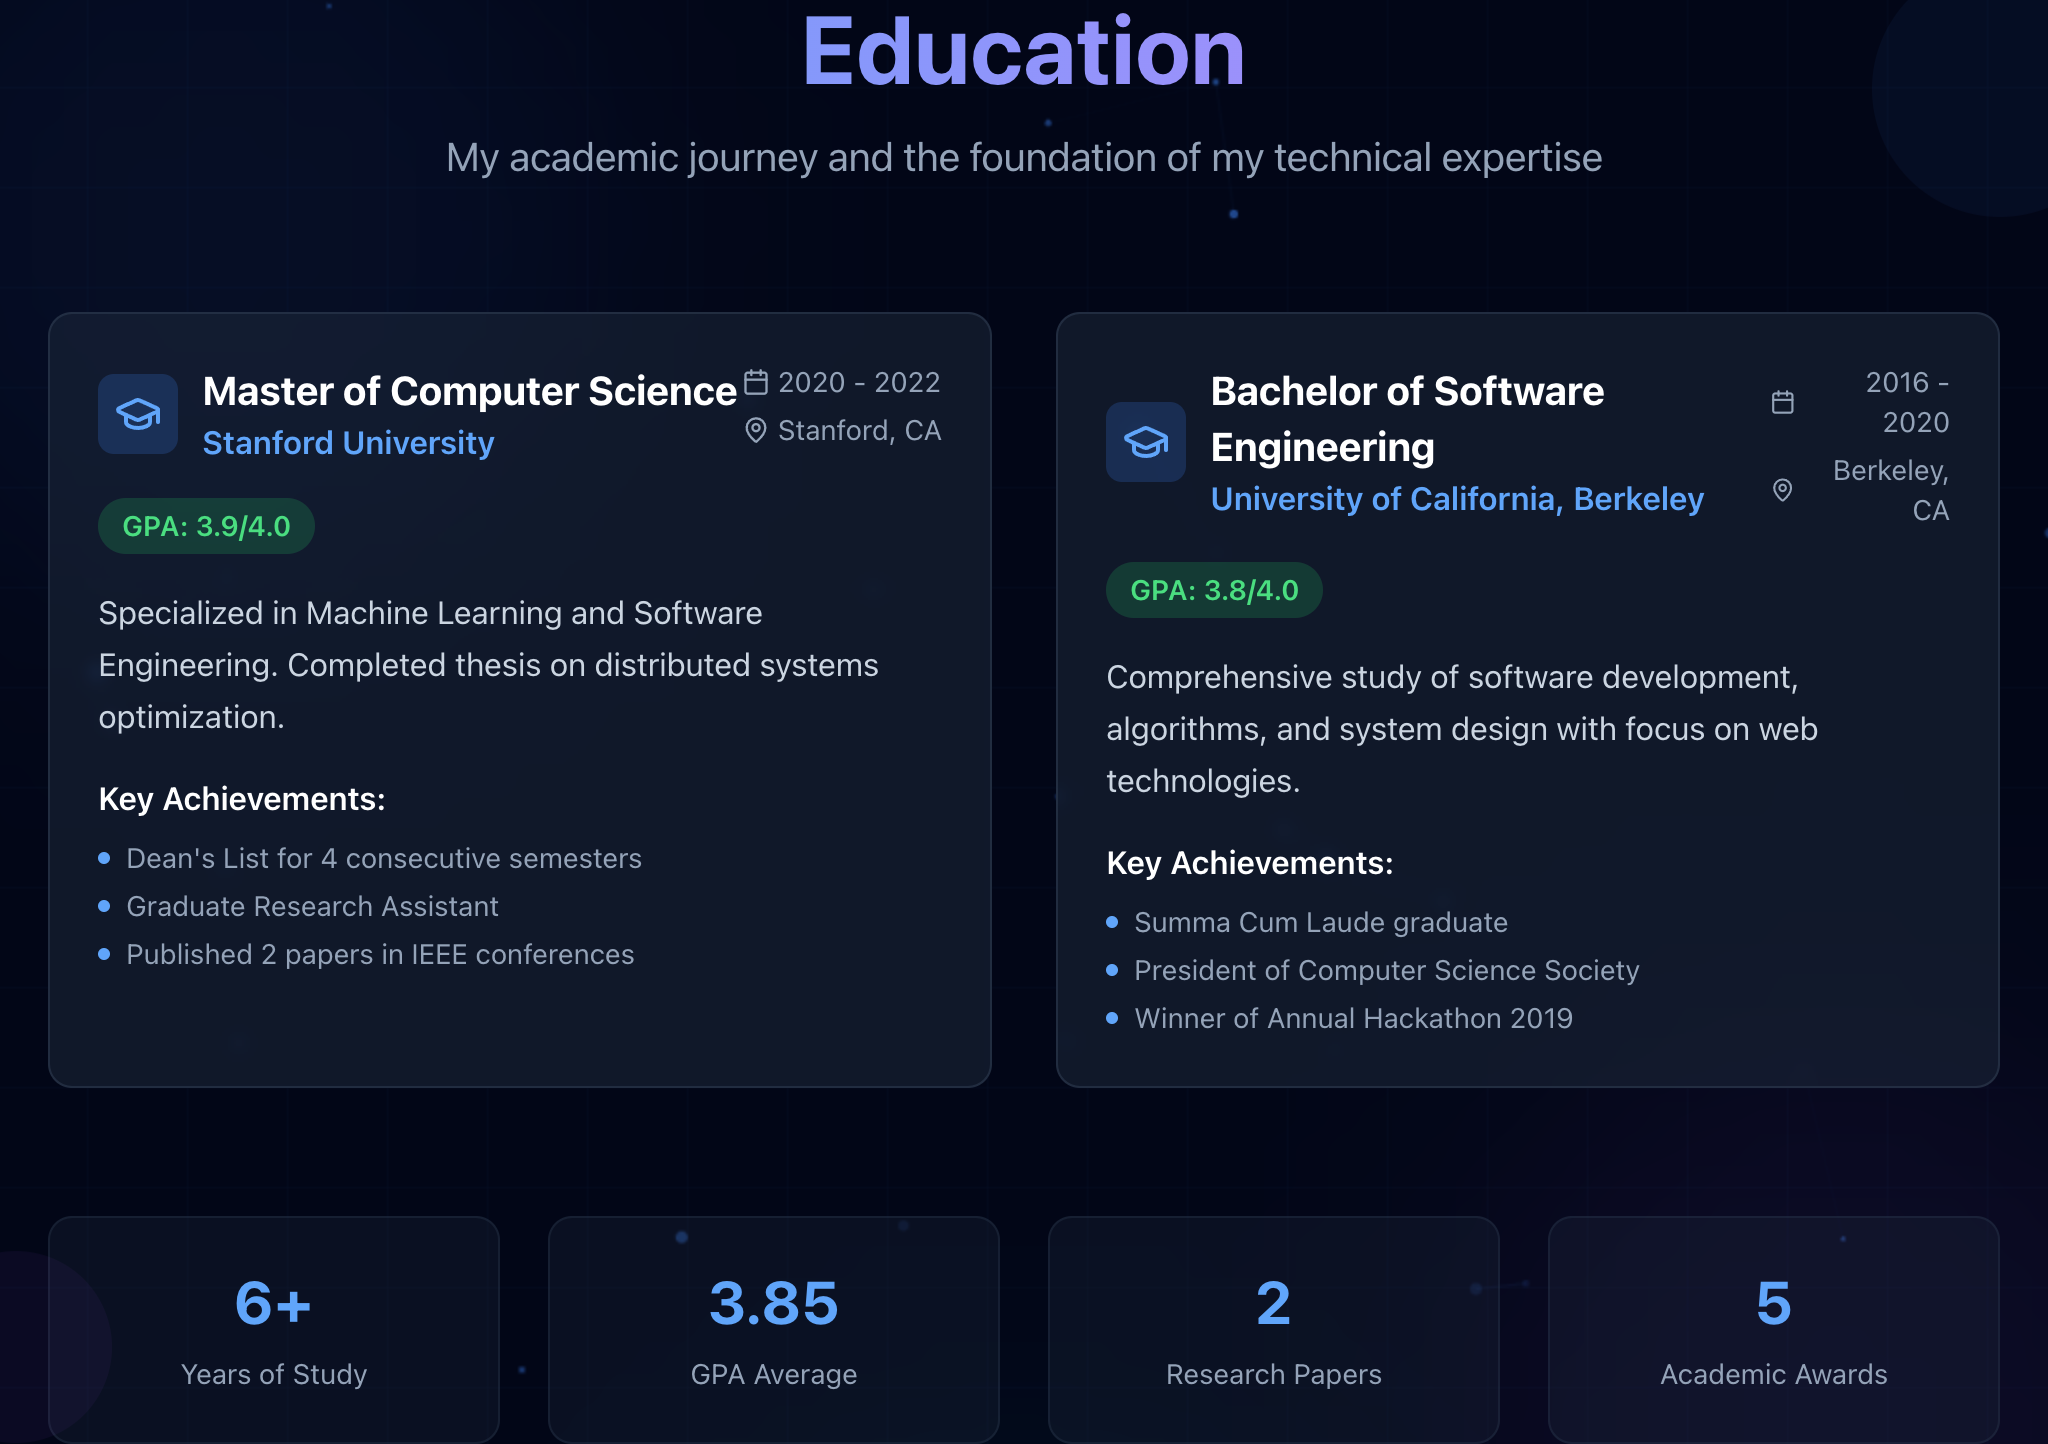 Education
My academic journey and the foundation of my technical expertise
Master of Computer Science
Stanford University
2020 - 2022
Stanford, CA
GPA: 3.9/4.0
Specialized in Machine Learning and Software
Engineering. Completed thesis on distributed systems
optimization.
Key Achievements:
Dean's List for 4 consecutive semesters
Graduate Research Assistant
Published 2 papers in IEEE conferences
Bachelor of Software
Engineering
University of California, Berkeley
2016 -
2020
Berkeley,
CA
GPA: 3.8/4.0
Comprehensive study of software development,
algorithms, and system design with focus on web
technologies.
Key Achievements:
Summa Cum Laude graduate
President of Computer Science Society
Winner of Annual Hackathon 2019
6+
Years of Study
3.85
GPA Average
2
Research Papers
5
Academic Awards